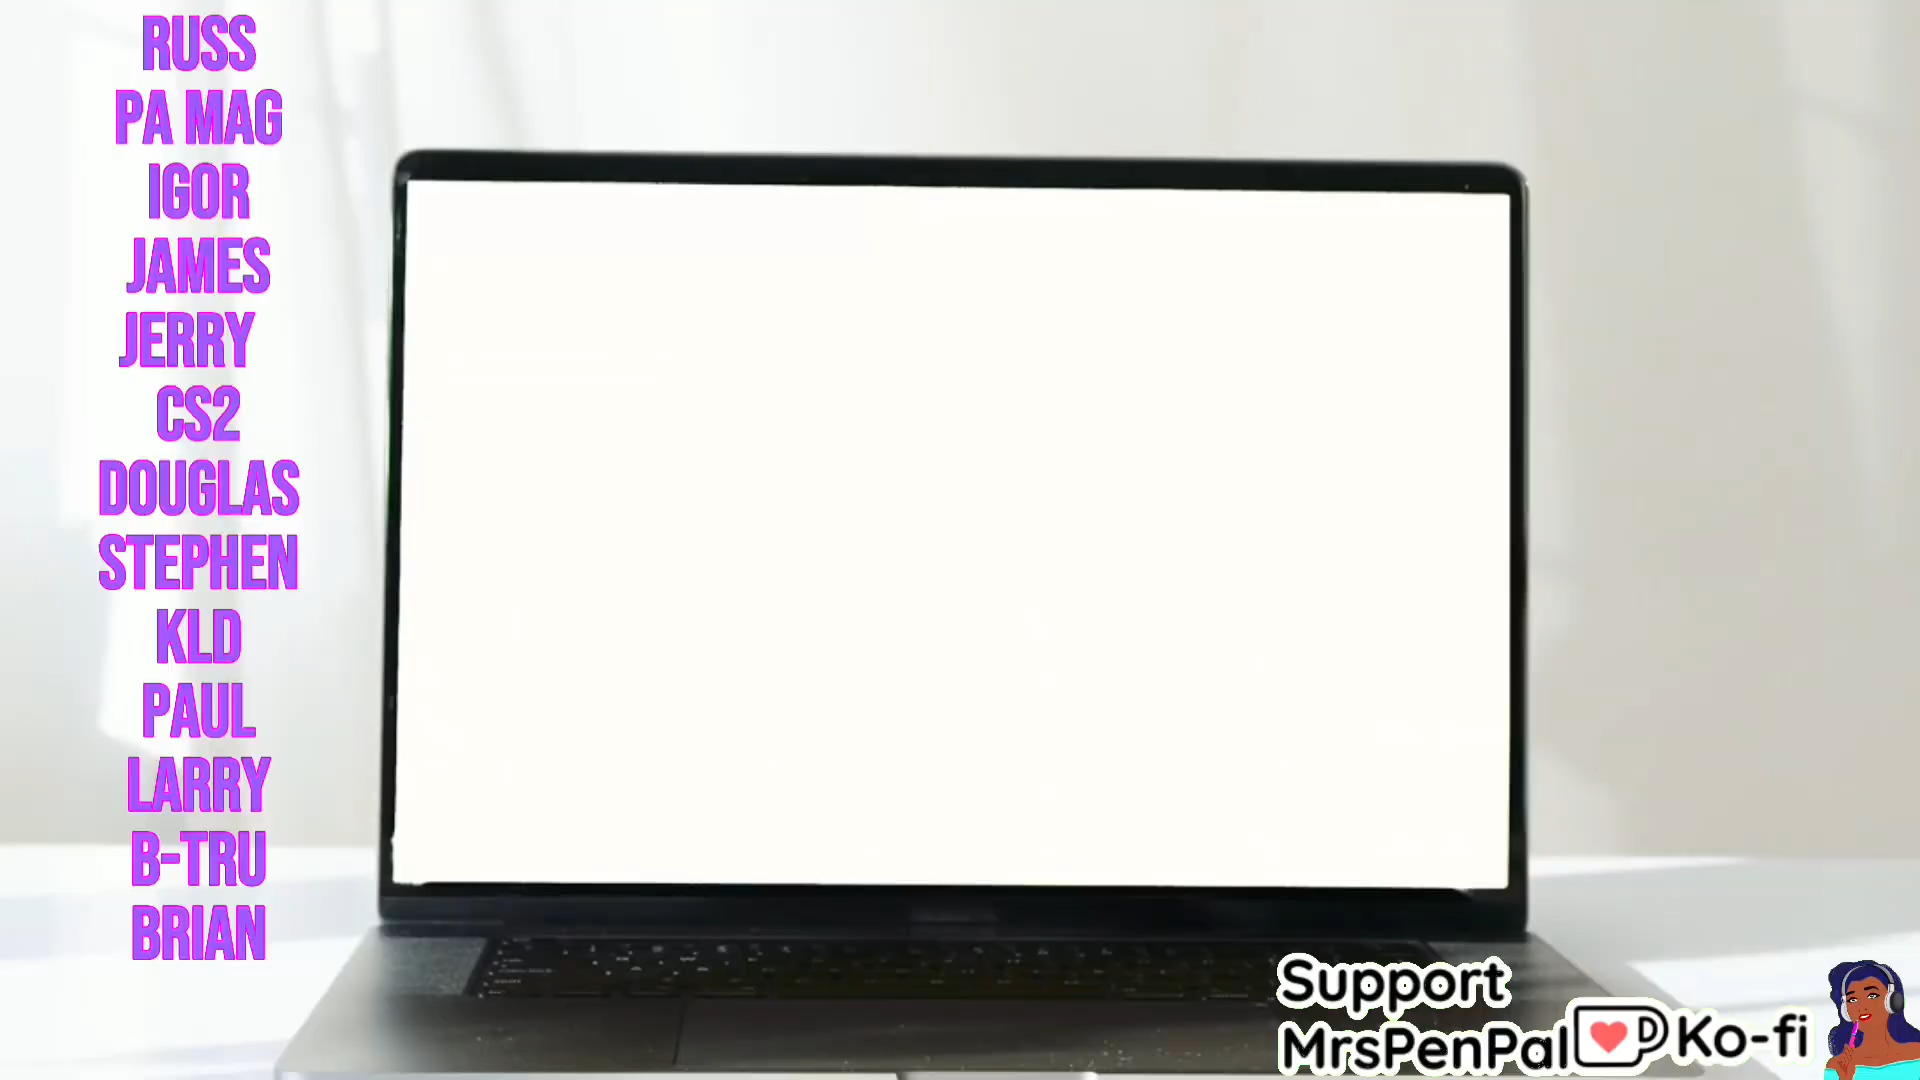 RUSS
PA MAG
IGOR
JAMES
JERRY
CS2
DOUGLAS
STEPHEN
KLD
PAUL
LARRY
B-TRU
BRIAN
Support
MrsPenPal Ko-fi